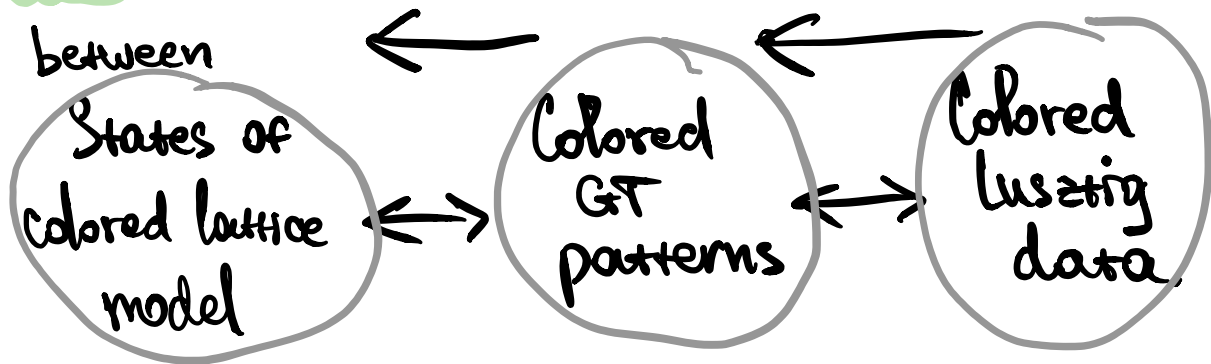 between
States of
colored lattice
model
Colored
GT
patterns
Colored
Lusztig
data